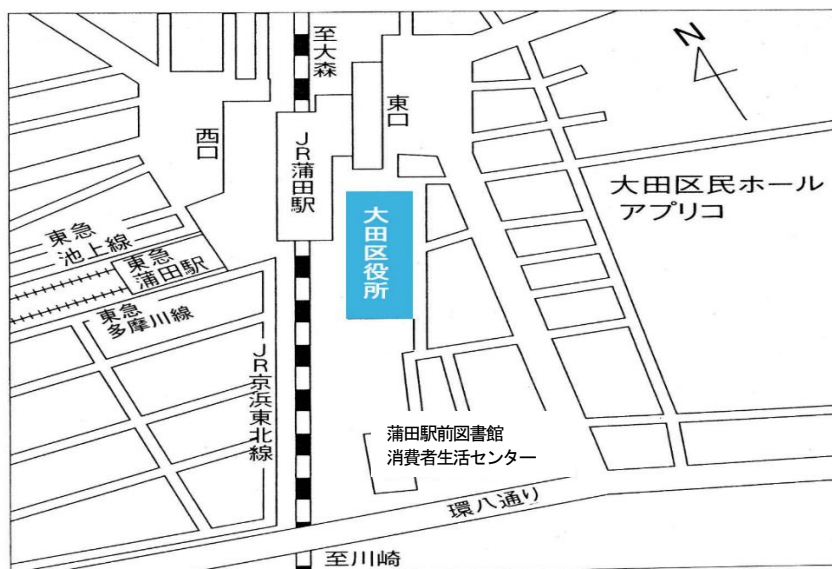 至大森
東口
N
西口
JR蒲田駅
大田区民ホール
アプリコ
大田区役所
東急
池上線
東急
蒲田駅
東急
多摩川線
JR京浜東北線
蒲田駅前図書館
消費者生活センター
環八通り
至川崎